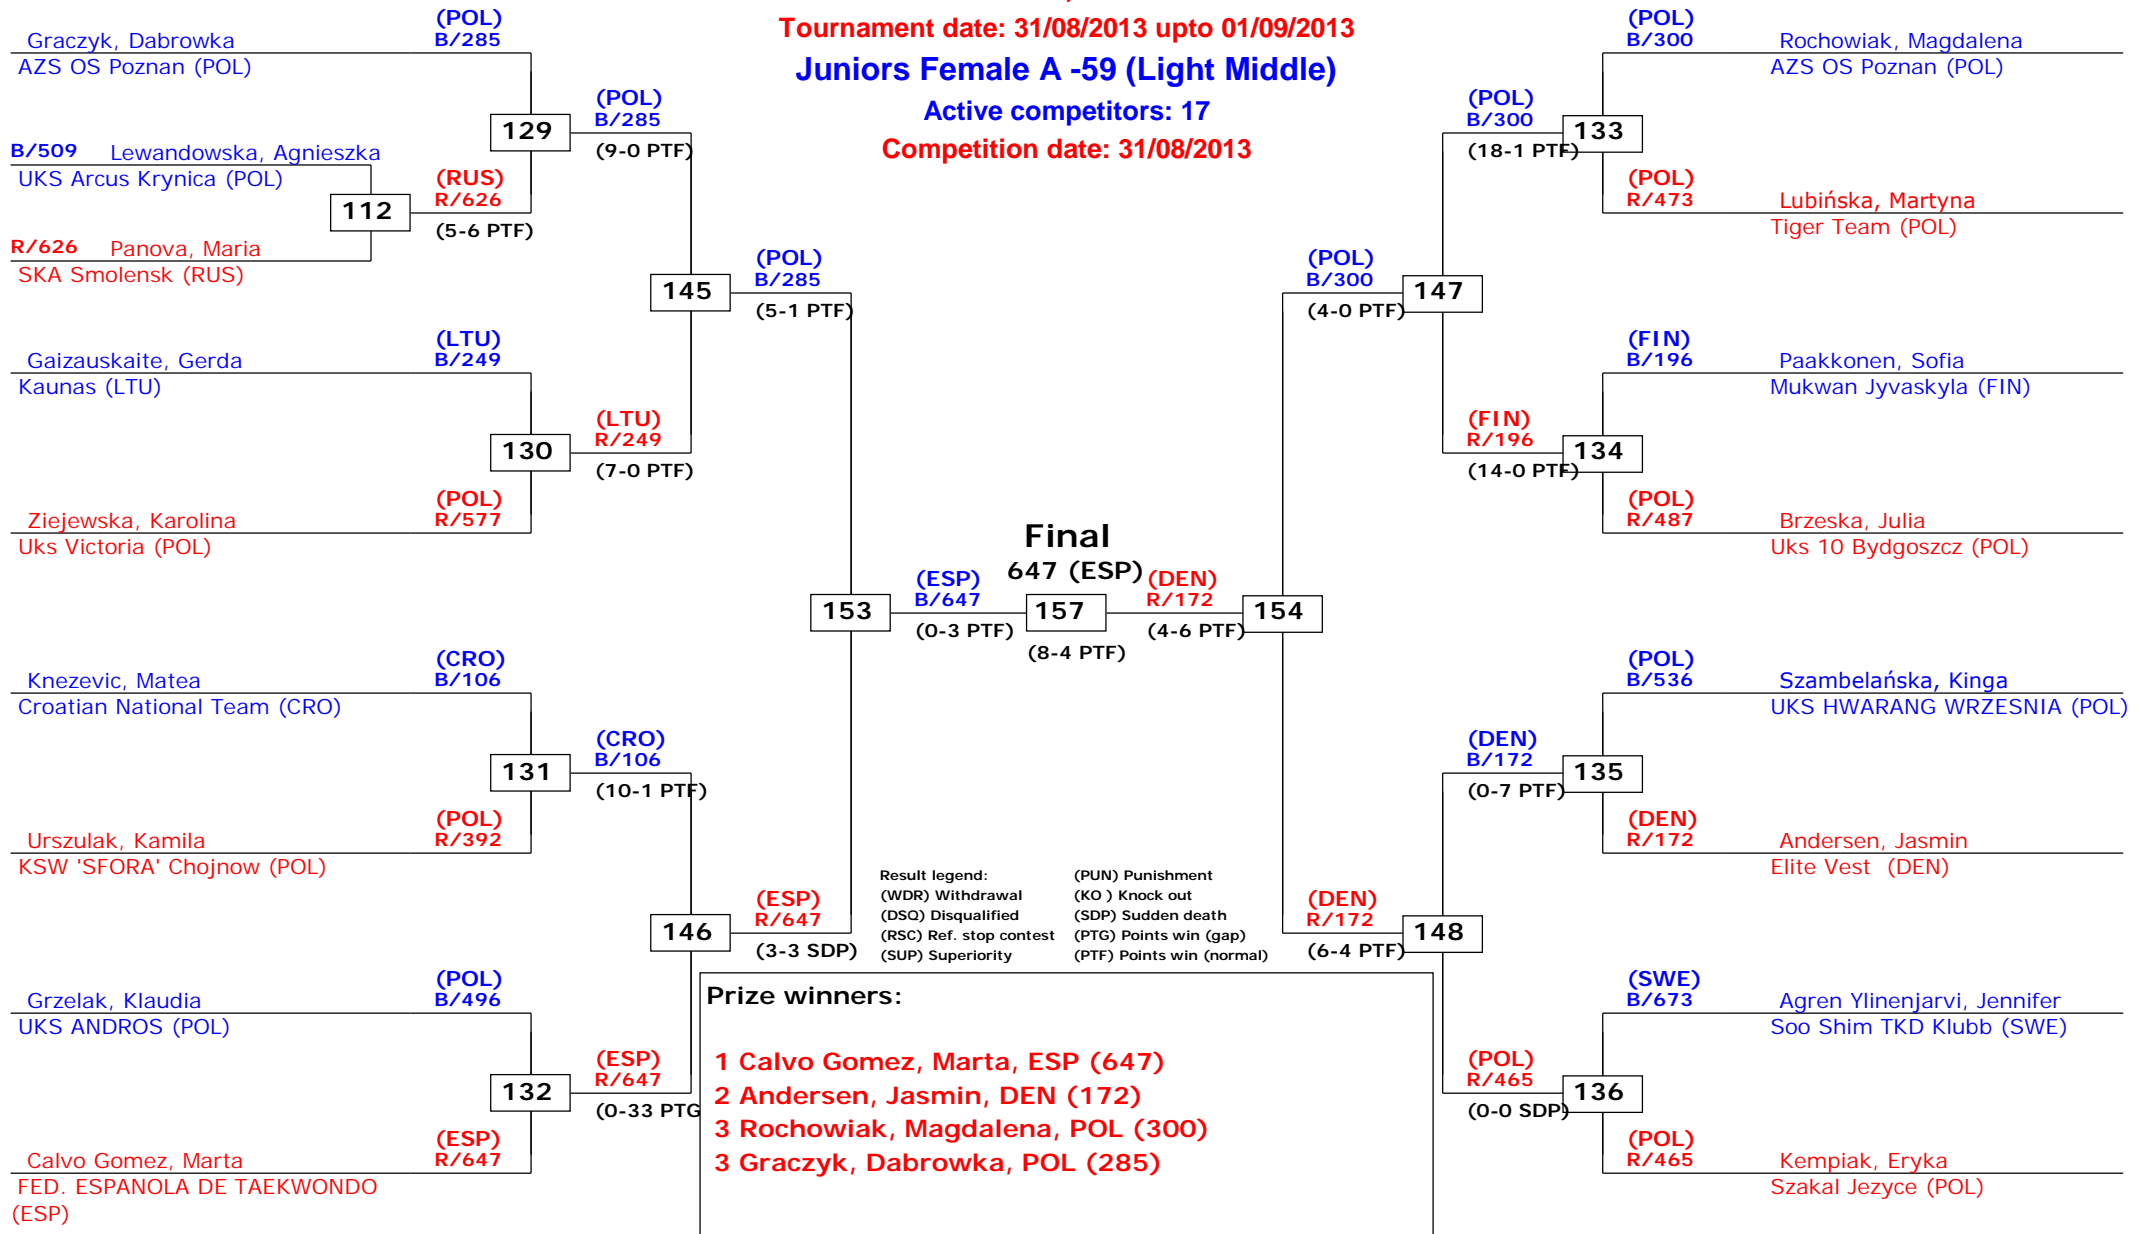 Tournament date: 31/08/2013 upto 01/09/2013
Juniors Female A -59 (Light Middle)
Active competitors: 17
Competition date: 31/08/2013
(POL)
B/285
Graczyk, Dabrowka
AZS OS Poznan (POL)
129
(POL)
B/285
(9-0 PTF)
B/509 Lewandowska, Agnieszka
UKS Arcus Krynica (POL)
112
(RUS)
R/626
(5-6 PTF)
R/626 Panova, Maria
SKA Smolensk (RUS)
145
(POL)
B/285
(5-1 PTF)
(LTU)
B/249
Gaizauskaite, Gerda
Kaunas (LTU)
130
(LTU)
R/249
(7-0 PTF)
(POL)
R/577
Ziejewska, Karolina
Uks Victoria (POL)
153
(ESP)
B/647
(0-3 PTF)
(CRO)
B/106
Knezevic, Matea
Croatian National Team (CRO)
131
(CRO)
B/106
(10-1 PTF)
(POL)
R/392
Urszulak, Kamila
KSW 'SFORA' Chojnow (POL)
146
(ESP)
R/647
(3-3 SDP)
(POL)
B/496
Grzelak, Klaudia
UKS ANDROS (POL)
132
(ESP)
R/647
(0-33 PTG
(ESP)
R/647
Calvo Gomez, Marta
FED. ESPANOLA DE TAEKWONDO
(ESP)
Final
647 (ESP)
157
(8-4 PTF)
(DEN)
R/172
(4-6 PTF)
154
(POL)
B/300
Rochowiak, Magdalena
AZS OS Poznan (POL)
(POL)
B/300
(18-1 PTF)
133
(POL)
R/473
Lubińska, Martyna
Tiger Team (POL)
(POL)
B/300
(4-0 PTF)
147
(FIN)
B/196
Paakkonen, Sofia
Mukwan Jyvaskyla (FIN)
(FIN)
R/196
(14-0 PTF)
134
(POL)
R/487
Brzeska, Julia
Uks 10 Bydgoszcz (POL)
(POL)
B/536
Szambelańska, Kinga
UKS HWARANG WRZESNIA (POL)
(DEN)
B/172
(0-7 PTF)
135
(DEN)
R/172
Andersen, Jasmin
Elite Vest (DEN)
(DEN)
R/172
(6-4 PTF)
148
(SWE)
B/673
Agren Ylinenjarvi, Jennifer
Soo Shim TKD Klubb (SWE)
(POL)
R/465
(0-0 SDP)
136
(POL)
R/465
Kempiak, Eryka
Szakal Jezyce (POL)
Result legend:
(WDR) Withdrawal
(DSQ) Disqualified
(RSC) Ref. stop contest
(SUP) Superiority
(PUN) Punishment
(KO ) Knock out
(SDP) Sudden death
(PTG) Points win (gap)
(PTF) Points win (normal)
Prize winners:
1 Calvo Gomez, Marta, ESP (647)
2 Andersen, Jasmin, DEN (172)
3 Rochowiak, Magdalena, POL (300)
3 Graczyk, Dabrowka, POL (285)